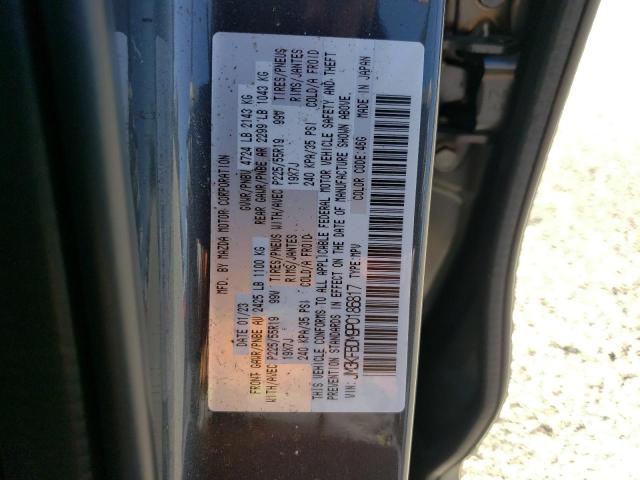 MFD. BY MAZDA MOTOR CORPORATION
DATE 01/23 GVWR/PNBV 4724 LB 2143 KG
FRONT GAWR/PNBE AV 2425 LB 1100 KG REAR GAWR/PNBE AR 2299 LB 1043 KG
WITH/AVEC P225/55R19 99V TIRES/PNEUS WITH/AVEC P225/55R19 99V TIRES/PNEUS
19X7J RIMS/JANTES 19X7J RIMS/JANTES
240 KPA/35 PSI COLD/A FROID 240 KPA/35 PSI COLD/A FROID
THIS VEHICLE CONFORMS TO ALL APPLICABLE FEDERAL MOTOR VEHICLE SAFETY AND THEFT
PREVENTION STANDARDS IN EFFECT ON THE DATE OF MANUFACTURE SHOWN ABOVE.
COLOR CODE:46G MADE IN JAPAN
VIN: JM3KFBDM9P0186817 TYPE:MPV